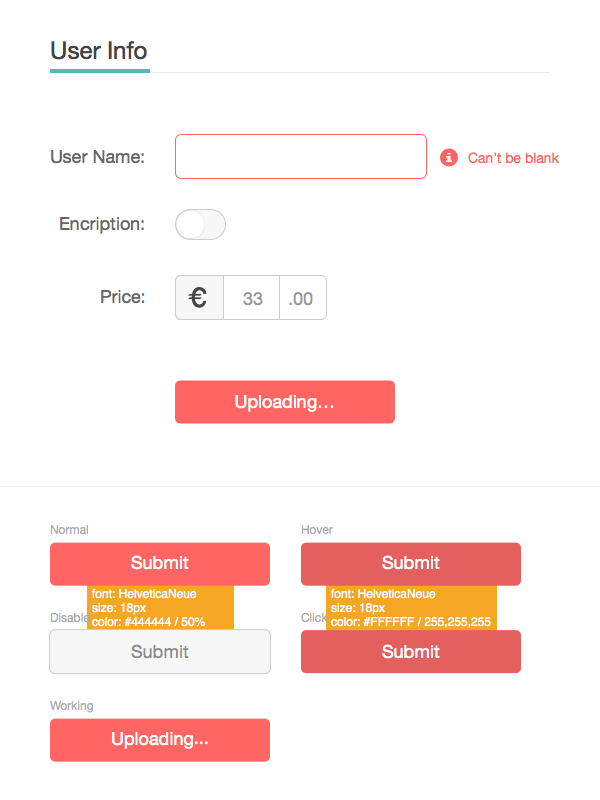 User Info
User Name:
Can't be blank
Encription:
Price:
€
33
.00
Uploading...
Normal
Hover
Submit
Submit
font: HelveticaNeue
size: 18px
color: #444444 / 50%
font: HelveticaNeue
size: 18px
color: #FFFFFF / 255,255,255
Disable
Click
Submit
Submit
Working
Uploading...